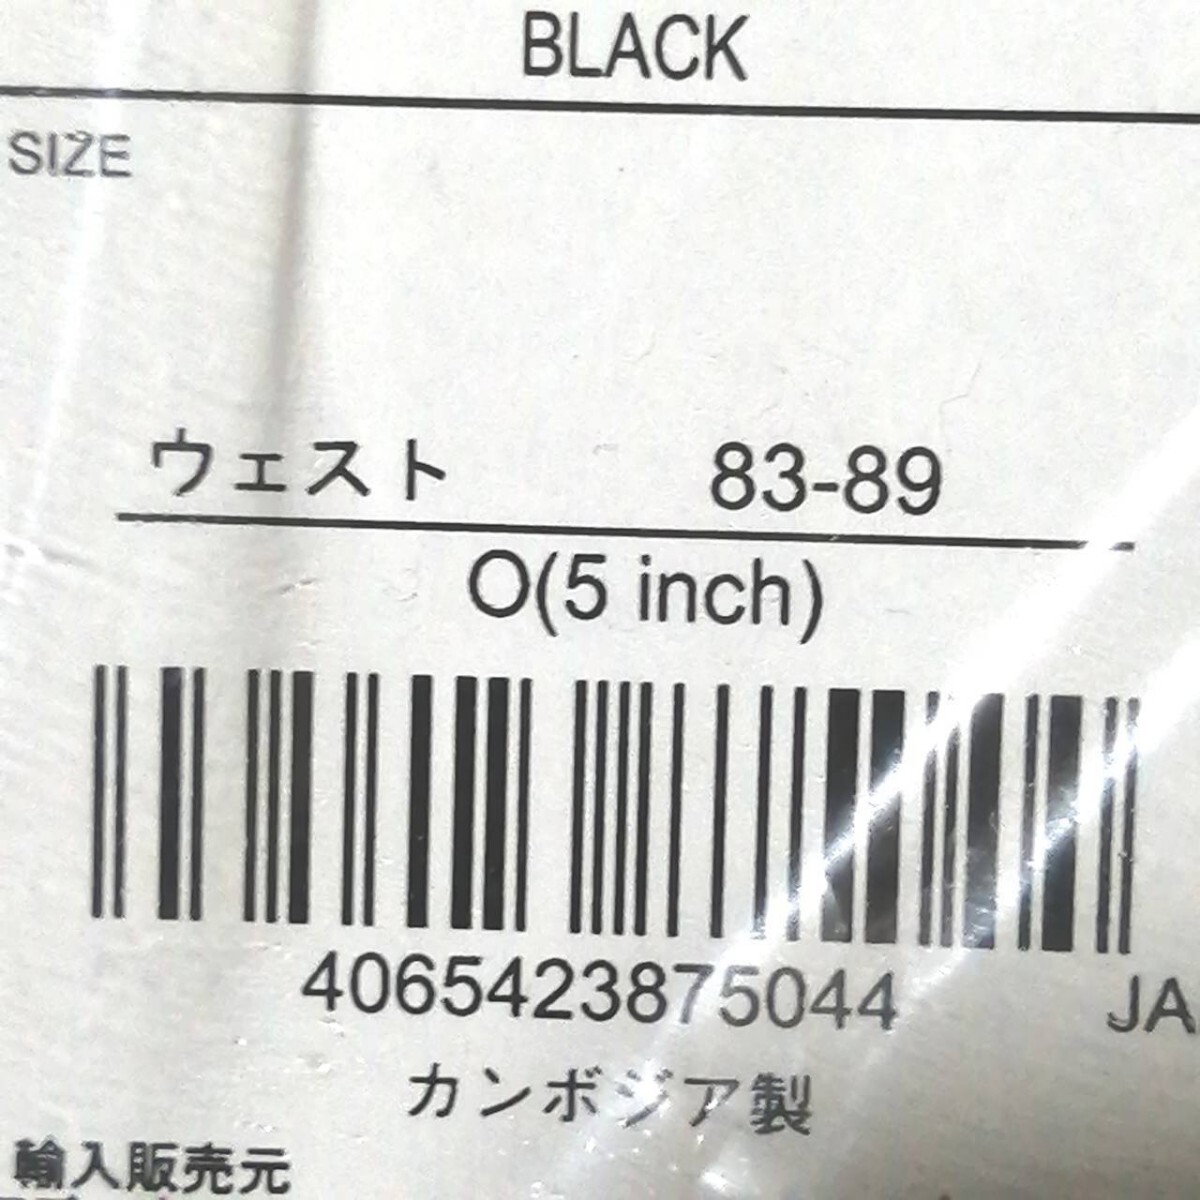 BLACK
SIZE
ウェスト 83-89
O(5 inch)
4065423875044 JA
カンボジア製
輸入販売元